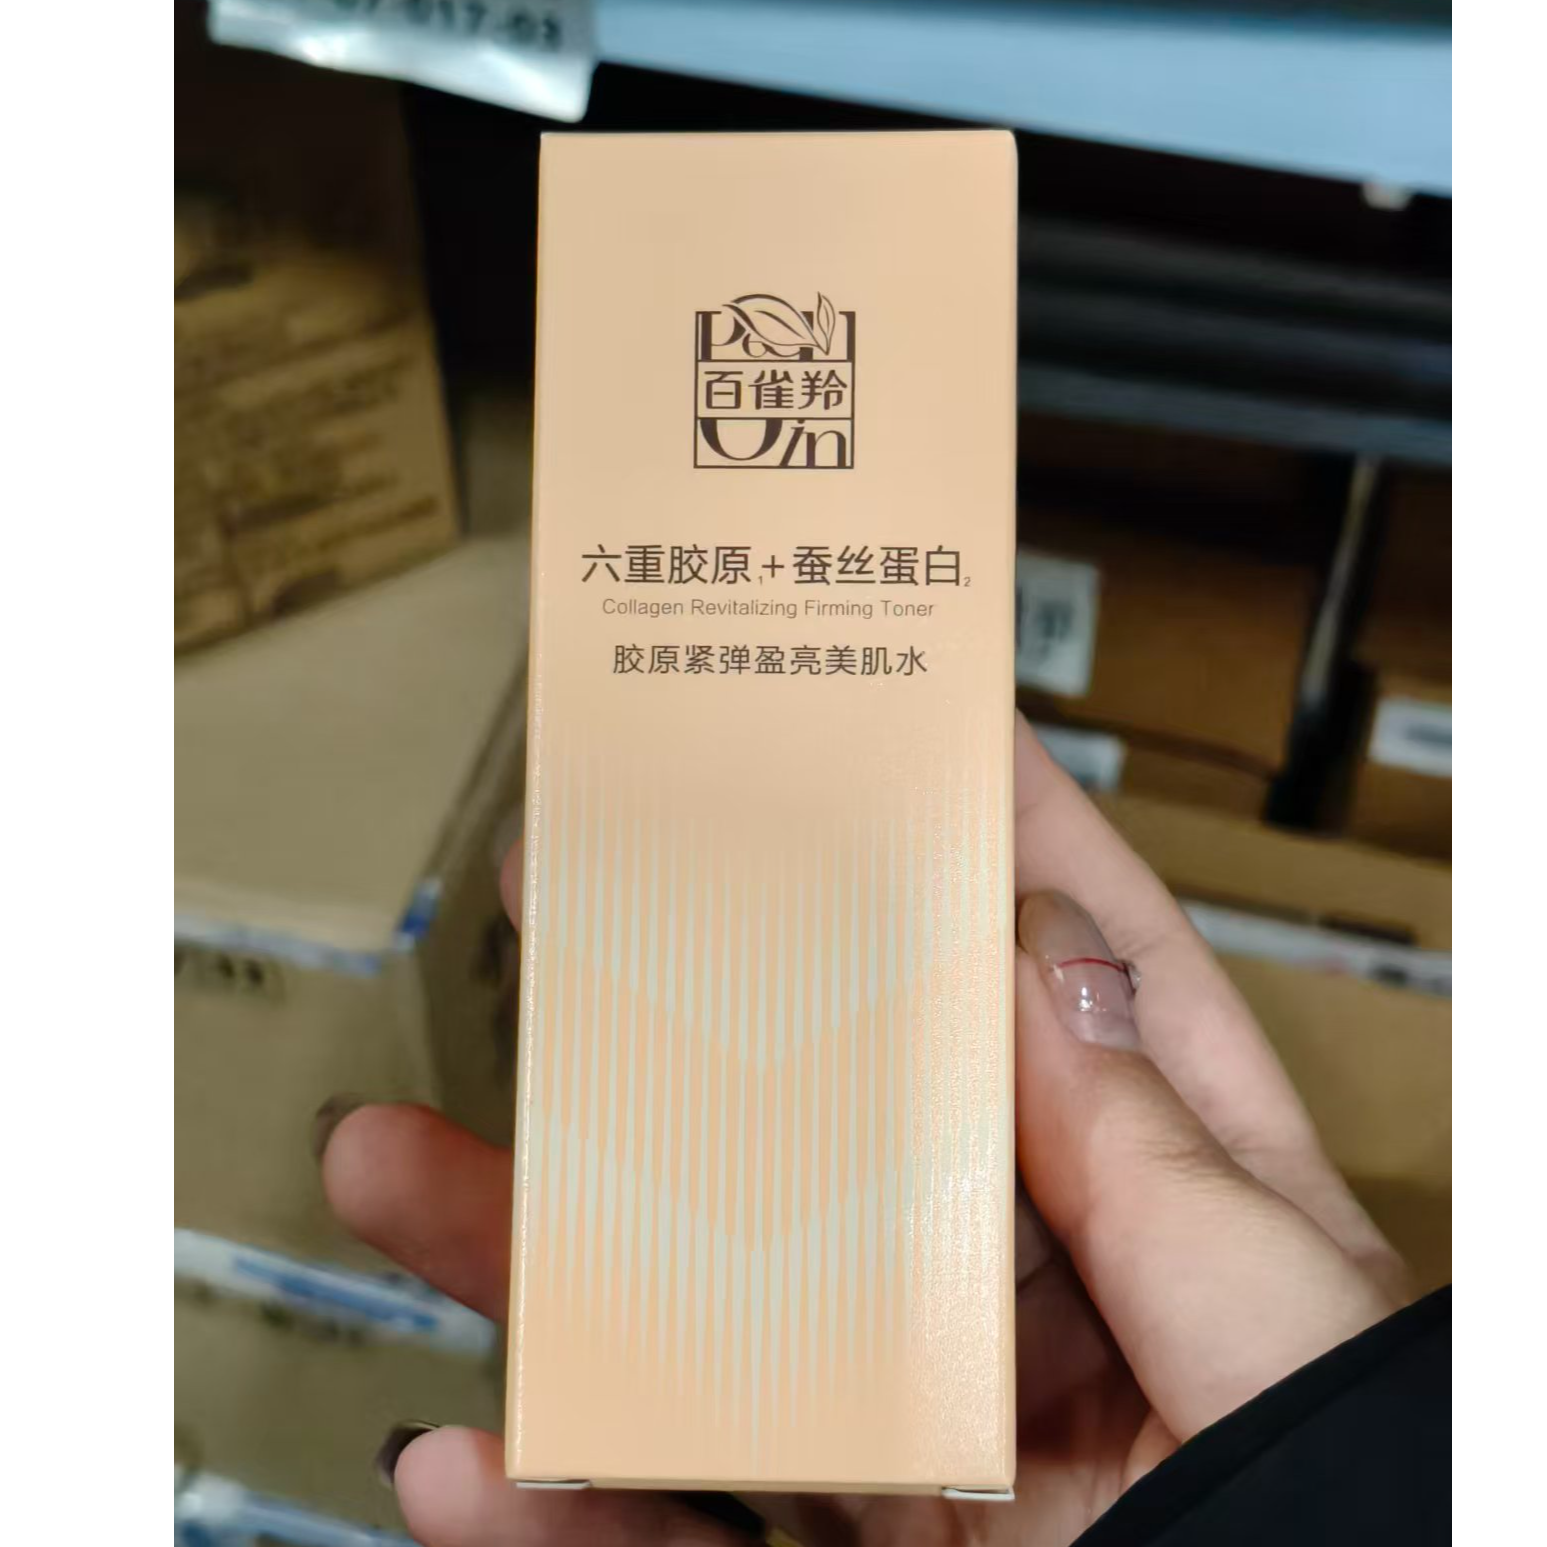 百雀羚
六重胶原1+蚕丝蛋白2
Collagen Revitalizing Firming Toner
胶原紧弹盈亮美肌水